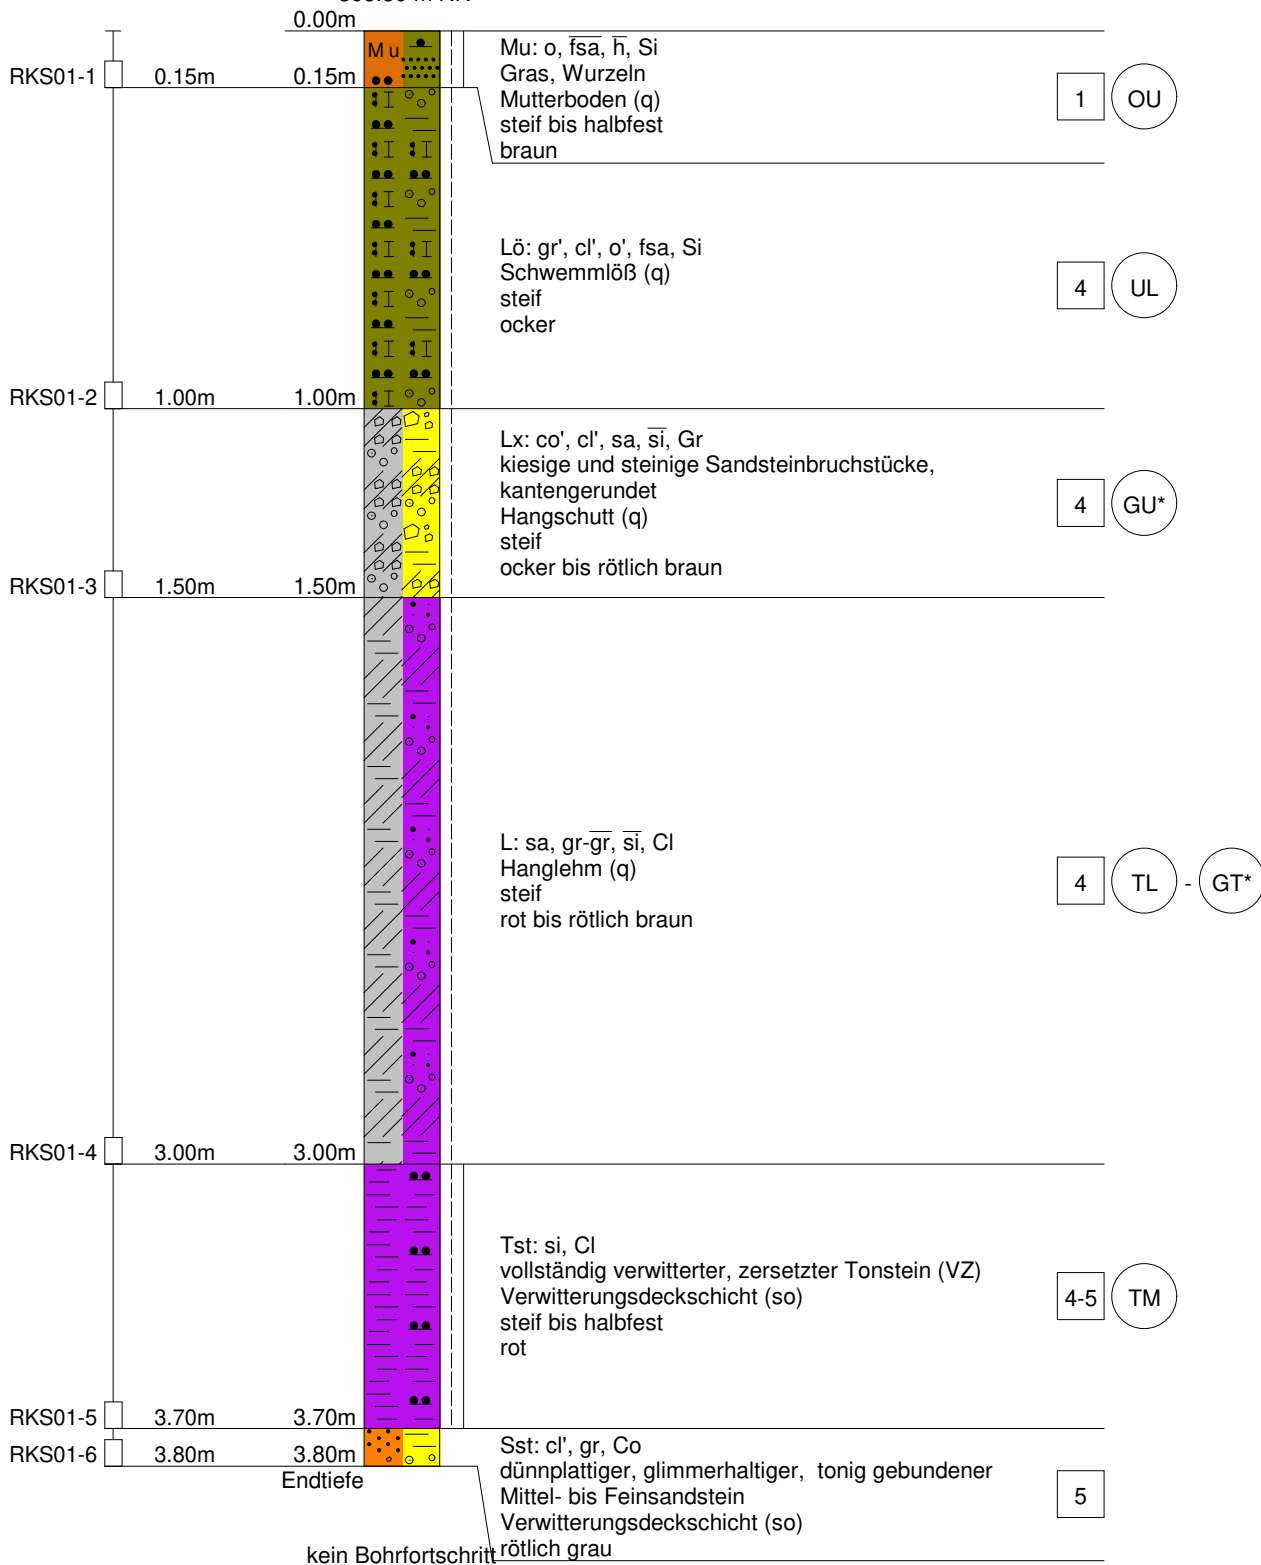 0.00m
Mu
Mu: o, f̅s̅a̅, h̅, Si
RKS01-1 0.15m 0.15m
Gras, Wurzeln
Mutterboden (q)
steif bis halbfest
braun
1 OU
Lö: gr', cl', o', fsa, Si
Schwemmlöß (q)
steif
ocker
4 UL
RKS01-2 1.00m 1.00m
Lx: co', cl', sa, s̅i̅, Gr
kiesige und steinige Sandsteinbruchstücke,
kantengerundet
Hangschutt (q)
steif
ocker bis rötlich braun
4 GU*
RKS01-3 1.50m 1.50m
L: sa, gr-g̅r̅, s̅i̅, Cl
Hanglehm (q)
steif
rot bis rötlich braun
4 TL - GT*
RKS01-4 3.00m 3.00m
Tst: si, Cl
vollständig verwitterter, zersetzter Tonstein (VZ)
Verwitterungsdeckschicht (so)
steif bis halbfest
rot
4-5 TM
RKS01-5 3.70m 3.70m
RKS01-6 3.80m 3.80m
Endtiefe
Sst: cl', gr, Co
dünnplattiger, glimmerhaltiger, tonig gebundener
Mittel- bis Feinsandstein
Verwitterungsdeckschicht (so)
rötlich grau
5
kein Bohrfortschritt